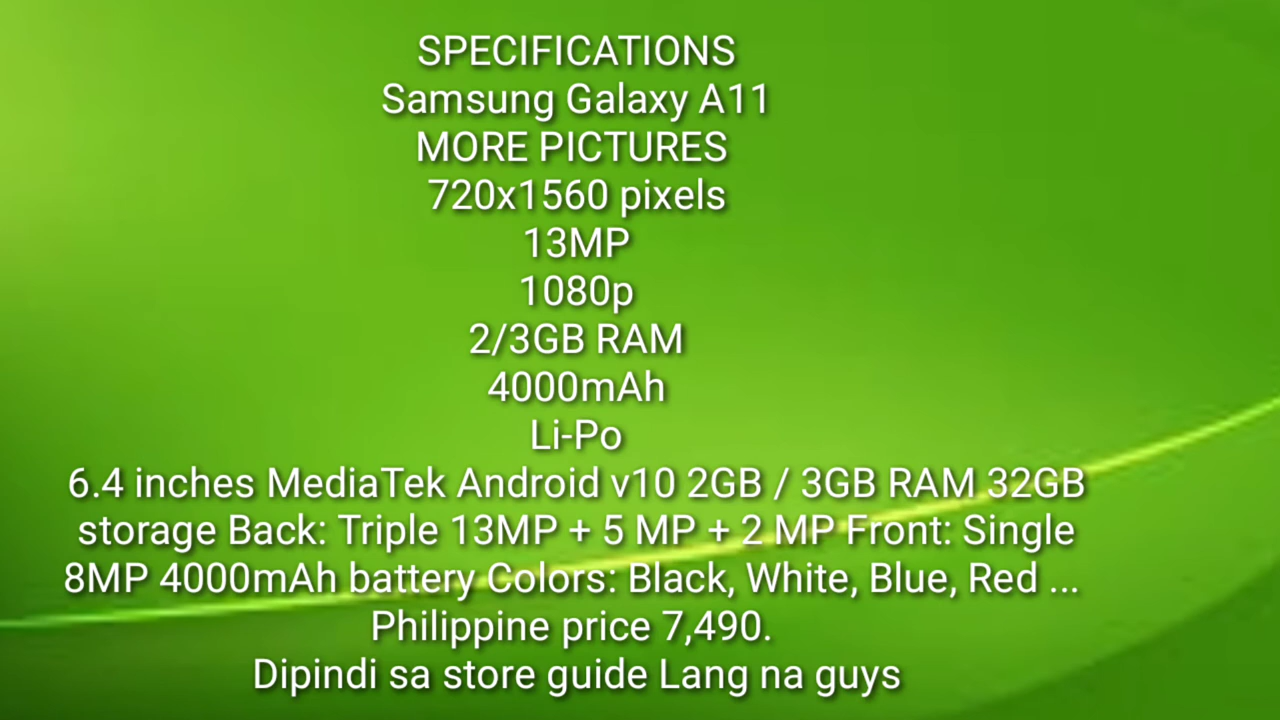 SPECIFICATIONS
Samsung Galaxy A11
MORE PICTURES
720x1560 pixels
13MP
1080p
2/3GB RAM
4000mAh
Li-Po
6.4 inches MediaTek Android v10 2GB / 3GB RAM 32GB
storage Back: Triple 13MP + 5 MP + 2 MP Front: Single
8MP 4000mAh battery Colors: Black, White, Blue, Red ...
Philippine price 7,490.
Dipindi sa store guide Lang na guys